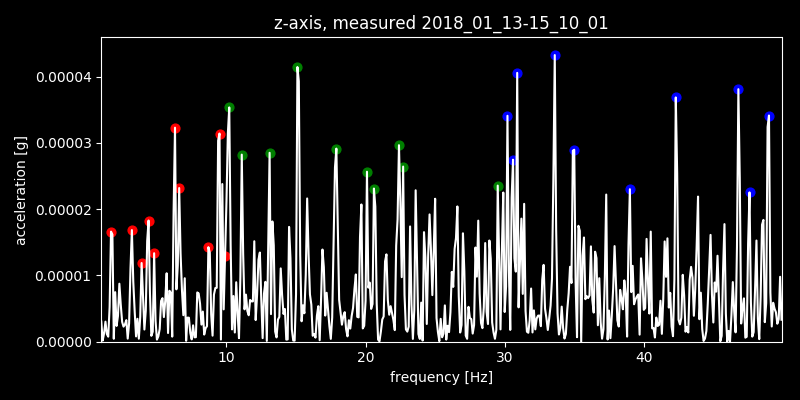 z-axis, measured 2018_01_13-15_10_01
0.00004
0.00003
0.00002
0.00001
0.00000
acceleration [g]
10 20 30 40
frequency [Hz]